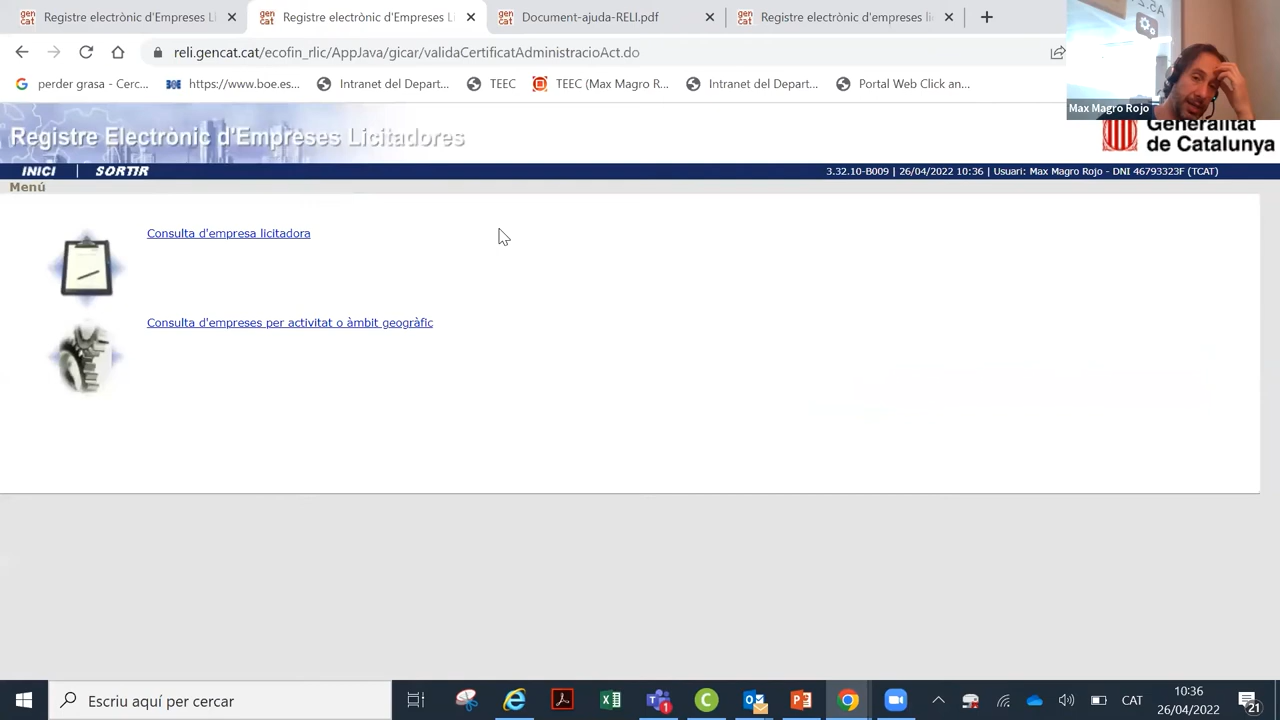 Registre electrònic d'Empreses Li
Registre electrònic d'Empreses Li
Document-ajuda-RELI.pdf
Registre electrònic d'empreses li
reli.gencat.cat/ecofin_rlic/AppJava/gicar/validaCertificatAdministracioAct.do
perder grasa - Cerc...
https://www.boe.es...
Intranet del Depart...
TEEC
TEEC (Max Magro R...
Intranet del Depart...
Portal Web Click an...
Max Magro Rojo
Registre Electrònic d'Empreses Licitadores
Generalitat
de Catalunya
INICI | SORTIR
3.32.10-B009 | 26/04/2022 10:36 | Usuari: Max Magro Rojo - DNI 46793323F (TCAT)
Menú
Consulta d'empresa licitadora
Consulta d'empreses per activitat o àmbit geogràfic
Escriu aquí per cercar
CAT
10:36
26/04/2022
21